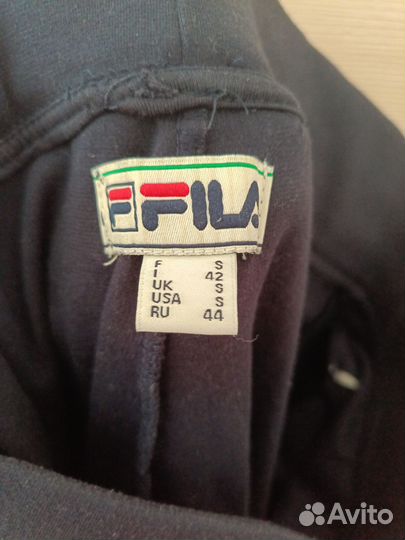 F FILA
F S
I 42
UK S
USA S
RU 44
Avito